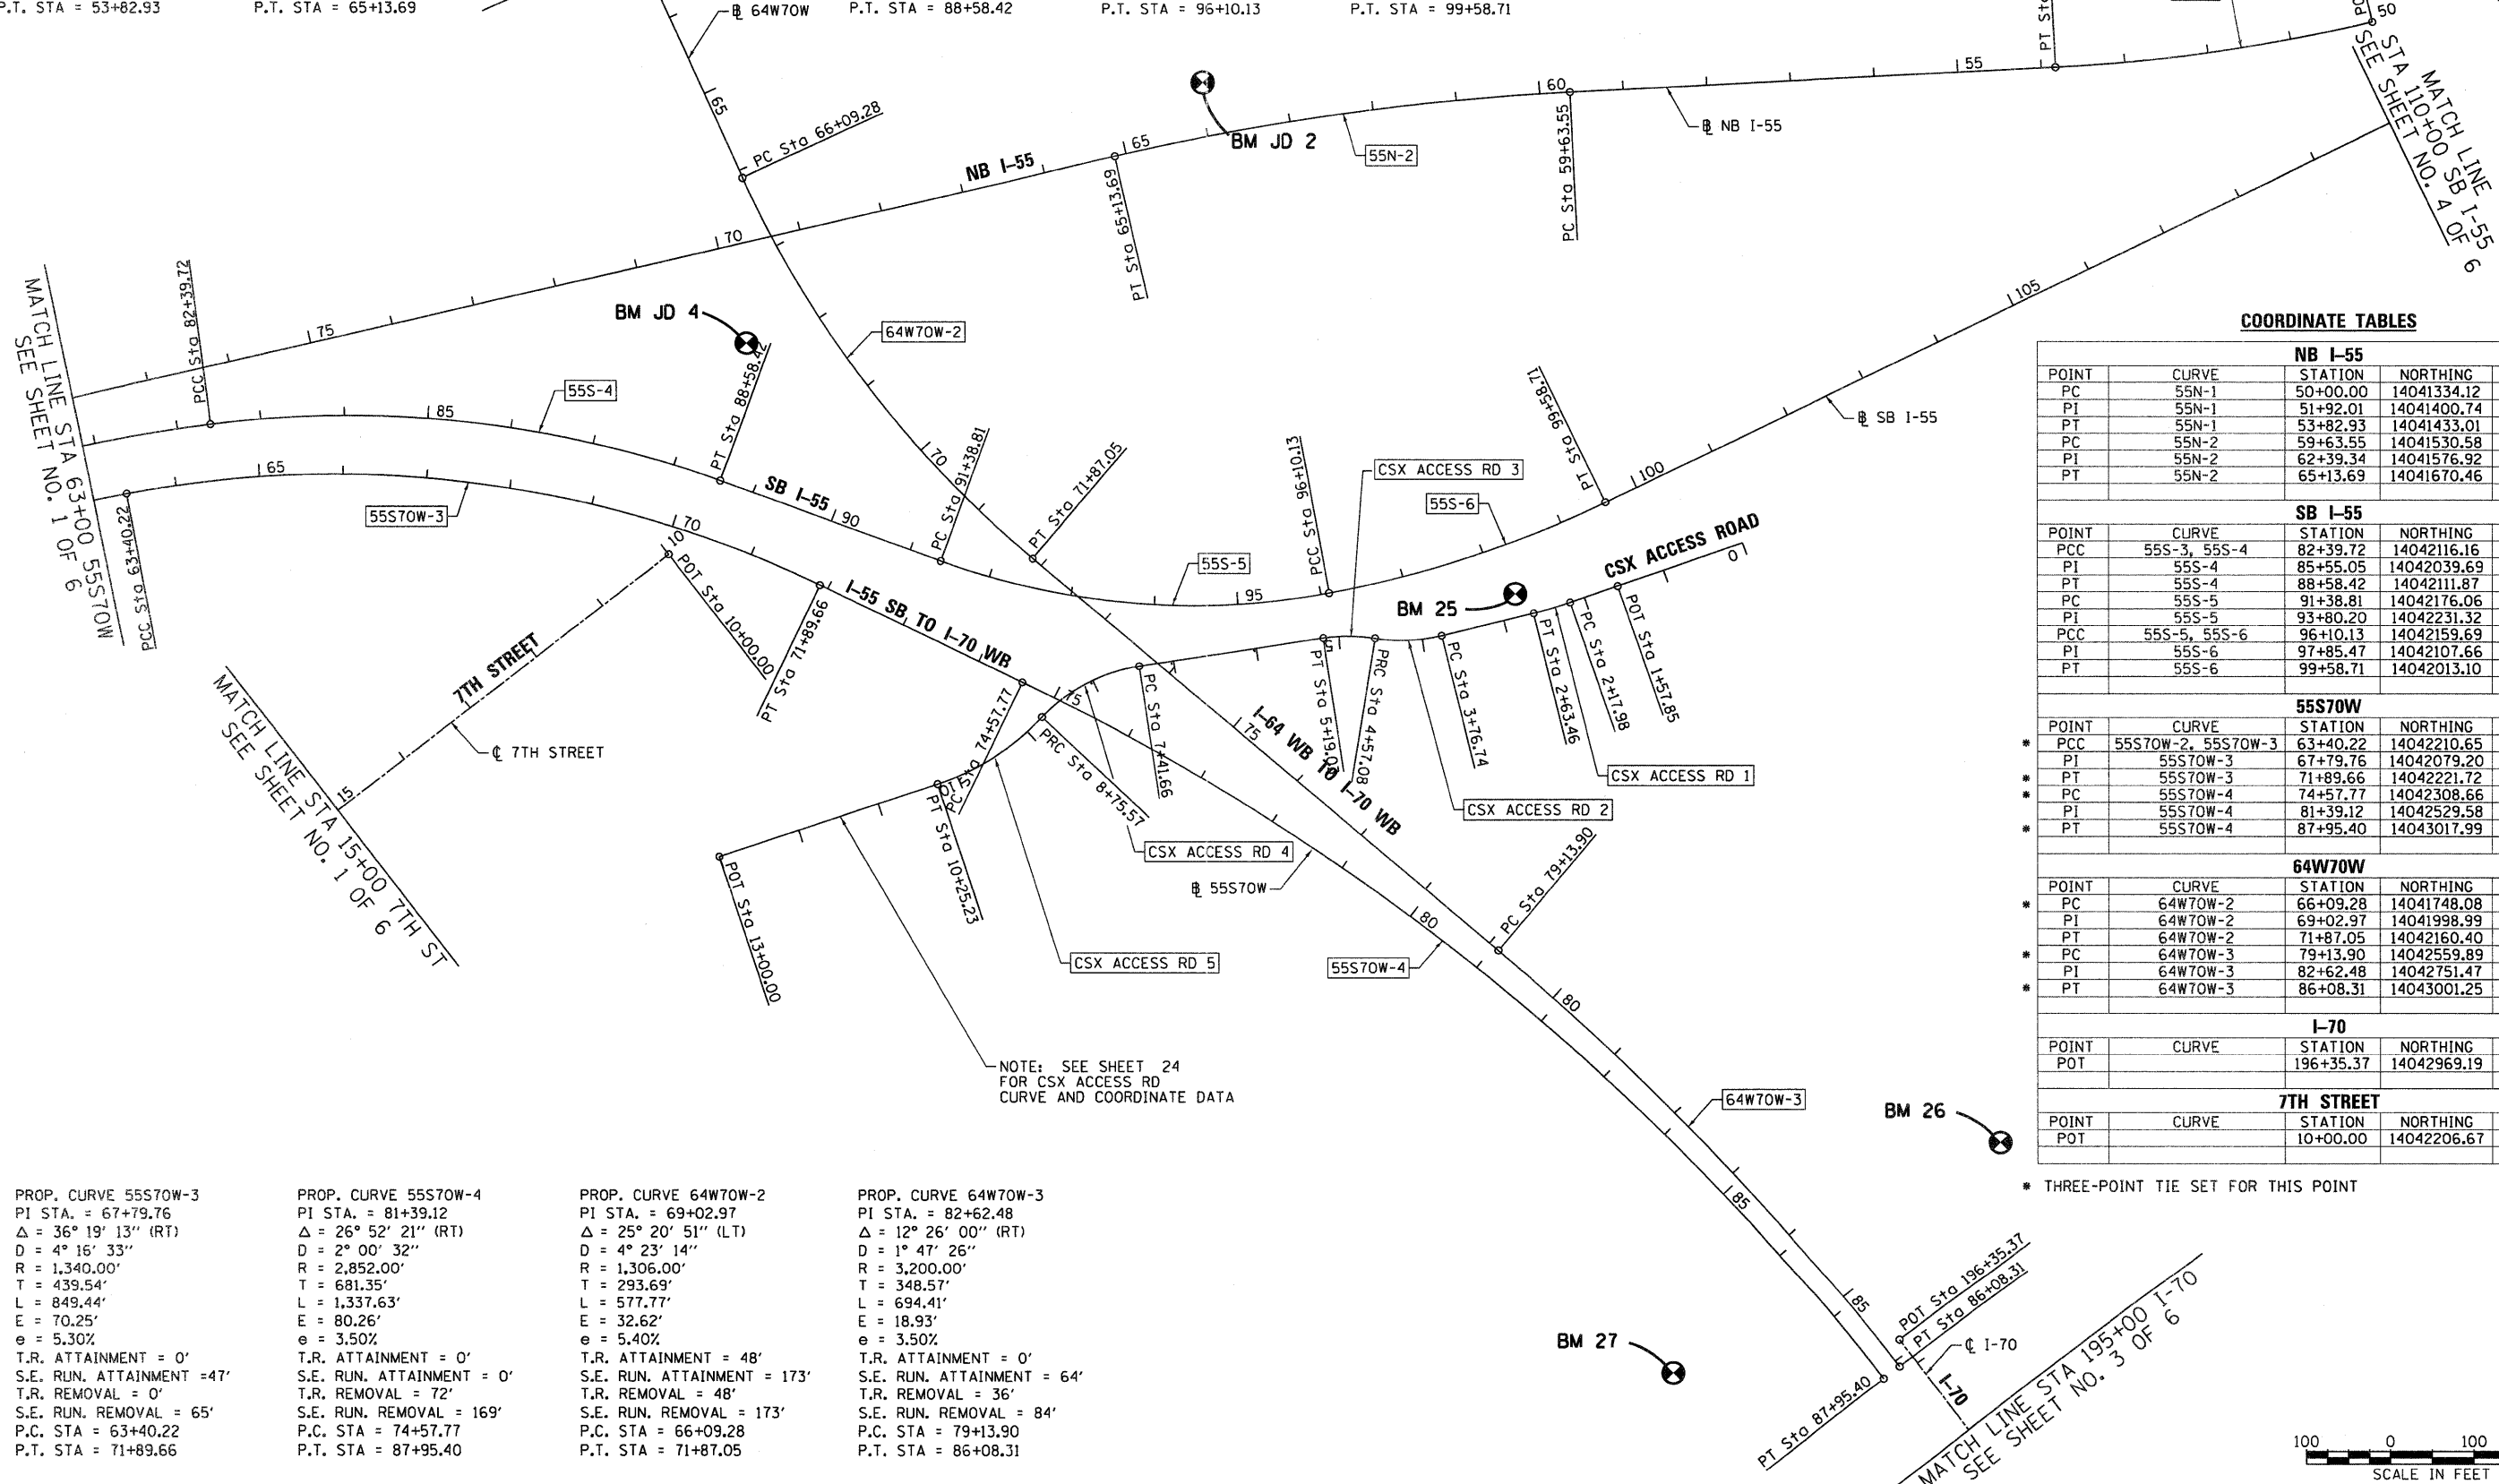 P.T. STA = 53+82.93
P.T. STA = 65+13.69
℄ 64W70W
P.T. STA = 88+58.42
P.T. STA = 96+10.13
P.T. STA = 99+58.71
50
STA 110+00 SB I-55
MATCH LINE
SEE SHEET NO. 4 OF 6
PT Sta
55
60
65
PC Sta 66+09.28
BM JD 2
55N-2
℄ NB I-55
PC Sta 59+63.55
NB I-55
65
PT Sta 65+13.69
70
75
MATCH LINE STA 63+00 55S70W
SEE SHEET NO. 1 OF 6
PCC Sta 82+39.72
BM JD 4
64W70W-2
105
55S-4
85
PT Sta 88+58.42
65
55S70W-3
PCC Sta 63+40.22
SB I-55
90
PC Sta 91+38.81
70
PT Sta 71+87.05
PCC Sta 96+10.13
CSX ACCESS RD 3
55S-6
PT Sta 99+58.71
100
℄ SB I-55
70
10
POT Sta 10+00.00
55S-5
95
BM 25
CSX ACCESS ROAD
0
PT Sta 71+89.66
I-55 SB TO I-70 WB
7TH STREET
℄ 7TH STREET
15
MATCH LINE STA 15+00 7TH ST
SEE SHEET NO. 1 OF 6
PC Sta 74+57.77
75
PRC Sta 8+75.57
PC Sta 7+41.66
I-64 WB TO I-70 WB
75
5
PT Sta 5+19.07
PRC Sta 4+57.08
PC Sta 3+76.74
PT Sta 2+63.46
PC Sta 2+17.98
POT Sta 1+57.85
CSX ACCESS RD 1
CSX ACCESS RD 2
10
PT Sta 10+25.23
POT Sta 13+00.00
CSX ACCESS RD 4
℄ 55S70W
CSX ACCESS RD 5
80
55S70W-4
PC Sta 79+13.90
80
NOTE: SEE SHEET 24
FOR CSX ACCESS RD
CURVE AND COORDINATE DATA
64W70W-3
BM 26
85
85
BM 27
POT Sta 196+35.37
PT Sta 86+08.31
℄ I-70
I-70
PT Sta 87+95.40
MATCH LINE STA 195+00 I-70
SEE SHEET NO. 3 OF 6
COORDINATE TABLES
NB I-55
POINT CURVE STATION NORTHING
PC 55N-1 50+00.00 14041334.12
PI 55N-1 51+92.01 14041400.74
PT 55N-1 53+82.93 14041433.01
PC 55N-2 59+63.55 14041530.58
PI 55N-2 62+39.34 14041576.92
PT 55N-2 65+13.69 14041670.46
SB I-55
POINT CURVE STATION NORTHING
PCC 55S-3, 55S-4 82+39.72 14042116.16
PI 55S-4 85+55.05 14042039.69
PT 55S-4 88+58.42 14042111.87
PC 55S-5 91+38.81 14042176.06
PI 55S-5 93+80.20 14042231.32
PCC 55S-5, 55S-6 96+10.13 14042159.69
PI 55S-6 97+85.47 14042107.66
PT 55S-6 99+58.71 14042013.10
55S70W
POINT CURVE STATION NORTHING
* PCC 55S70W-2, 55S70W-3 63+40.22 14042210.65
PI 55S70W-3 67+79.76 14042079.20
* PT 55S70W-3 71+89.66 14042221.72
* PC 55S70W-4 74+57.77 14042308.66
PI 55S70W-4 81+39.12 14042529.58
* PT 55S70W-4 87+95.40 14043017.99
64W70W
POINT CURVE STATION NORTHING
* PC 64W70W-2 66+09.28 14041748.08
PI 64W70W-2 69+02.97 14041998.99
PT 64W70W-2 71+87.05 14042160.40
* PC 64W70W-3 79+13.90 14042559.89
PI 64W70W-3 82+62.48 14042751.47
* PT 64W70W-3 86+08.31 14043001.25
I-70
POINT CURVE STATION NORTHING
POT 196+35.37 14042969.19
7TH STREET
POINT CURVE STATION NORTHING
POT 10+00.00 14042206.67
* THREE-POINT TIE SET FOR THIS POINT
PROP. CURVE 55S70W-3
PI STA. = 67+79.76
Δ = 36° 19' 13" (RT)
D = 4° 16' 33"
R = 1,340.00'
T = 439.54'
L = 849.44'
E = 70.25'
e = 5.30%
T.R. ATTAINMENT = 0'
S.E. RUN. ATTAINMENT =47'
T.R. REMOVAL = 0'
S.E. RUN. REMOVAL = 65'
P.C. STA = 63+40.22
P.T. STA = 71+89.66
PROP. CURVE 55S70W-4
PI STA. = 81+39.12
Δ = 26° 52' 21" (RT)
D = 2° 00' 32"
R = 2,852.00'
T = 681.35'
L = 1,337.63'
E = 80.26'
e = 3.50%
T.R. ATTAINMENT = 0'
S.E. RUN. ATTAINMENT = 0'
T.R. REMOVAL = 72'
S.E. RUN. REMOVAL = 169'
P.C. STA = 74+57.77
P.T. STA = 87+95.40
PROP. CURVE 64W70W-2
PI STA. = 69+02.97
Δ = 25° 20' 51" (LT)
D = 4° 23' 14"
R = 1,306.00'
T = 293.69'
L = 577.77'
E = 32.62'
e = 5.40%
T.R. ATTAINMENT = 48'
S.E. RUN. ATTAINMENT = 173'
T.R. REMOVAL = 48'
S.E. RUN. REMOVAL = 173'
P.C. STA = 66+09.28
P.T. STA = 71+87.05
PROP. CURVE 64W70W-3
PI STA. = 82+62.48
Δ = 12° 26' 00" (RT)
D = 1° 47' 26"
R = 3,200.00'
T = 348.57'
L = 694.41'
E = 18.93'
e = 3.50%
T.R. ATTAINMENT = 0'
S.E. RUN. ATTAINMENT = 64'
T.R. REMOVAL = 36'
S.E. RUN. REMOVAL = 84'
P.C. STA = 79+13.90
P.T. STA = 86+08.31
100 0 100
SCALE IN FEET